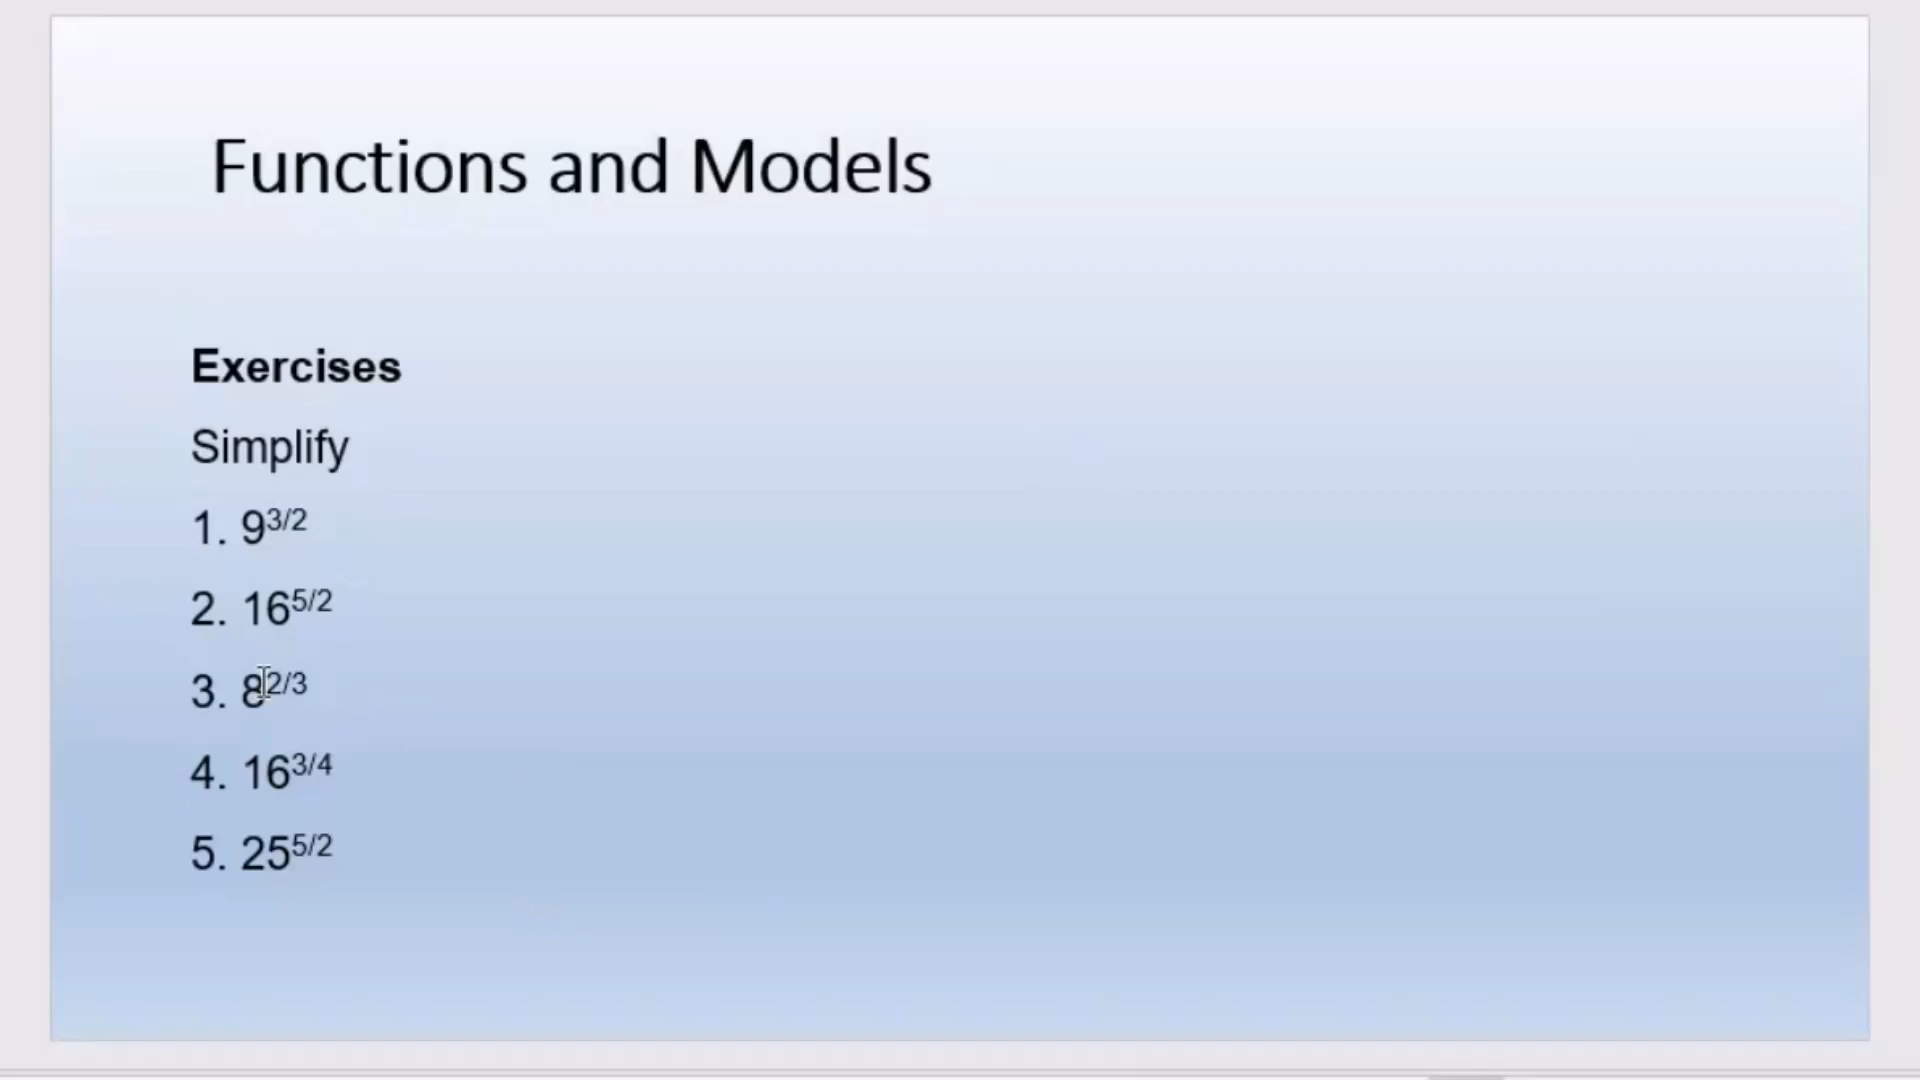 Functions and Models
Exercises
Simplify
1. 9^{3/2}
2. 16^{5/2}
3. 8^{2/3}
4. 16^{3/4}
5. 25^{5/2}